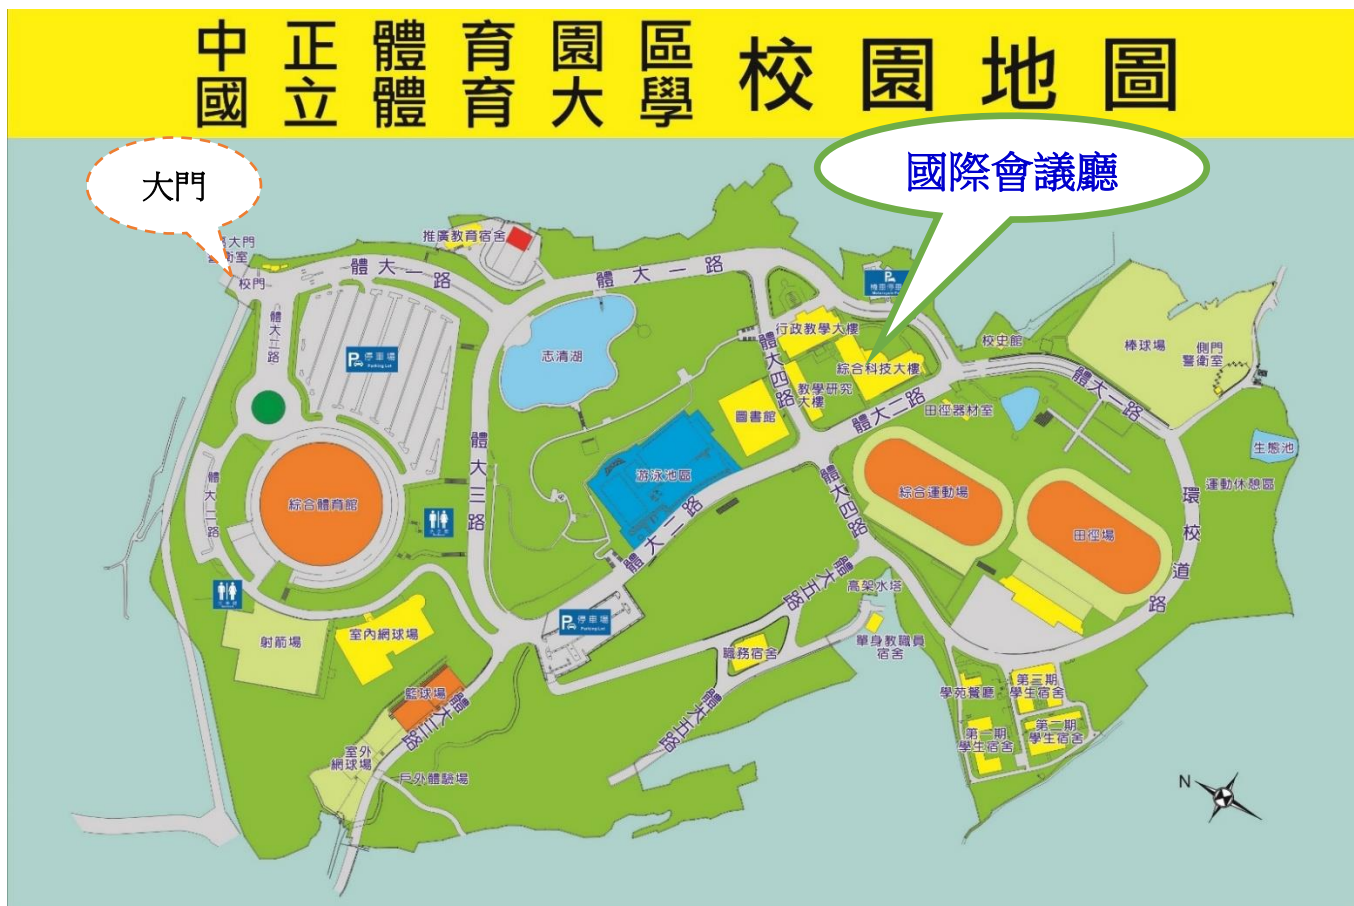 中正體育園區
國立體育大學
校園地圖
大門
國際會議廳
大門
警衛室
校門
推廣教育宿舍
體大一路
體大一路
體大二路
停車場
Parking Lot
志清湖
機車停車
行政教學大樓
綜合科技大樓
教學研究
大樓
體大四路
圖書館
校史館
棒球場
側門
警衛室
體大一路
體大二路
田徑器材室
生態池
運動休憩區
環校道路
游泳池區
體大三路
綜合體育館
體大二路
體大二路
體大四路
綜合運動場
田徑場
體大五路
高架水塔
單身教職員
宿舍
停車場
Parking Lot
射箭場
室內網球場
職務宿舍
體大五路
籃球場
體大三路
室外
網球場
戶外體驗場
學苑餐廳
第三期
學生宿舍
第一期
學生宿舍
第二期
學生宿舍
N